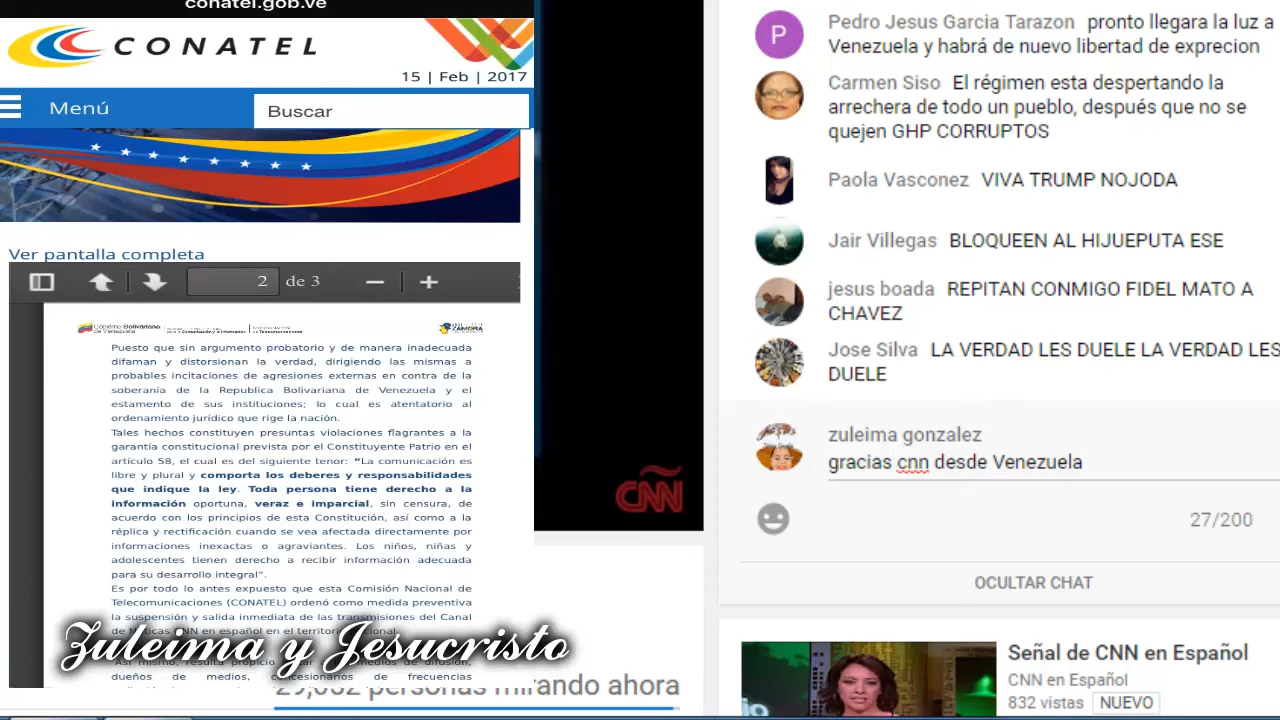 conatel.gob.ve
CONATEL
15 | Feb | 2017
Menú
Buscar
Ver pantalla completa
2 de 3
Gobierno Bolivariano
de Venezuela
ZAMORA
Puesto que sin argumento probatorio y de manera inadecuada
difaman y distorsionan la verdad, dirigiendo las mismas a
probables incitaciones de agresiones externas en contra de la
soberanía de la Republica Bolivariana de Venezuela y el
estamento de sus instituciones; lo cual es atentatorio al
ordenamiento jurídico que rige la nación.
Tales hechos constituyen presuntas violaciones flagrantes a la
garantía constitucional prevista por el Constituyente Patrio en el
artículo 58, el cual es del siguiente tenor: “La comunicación es
libre y plural y comporta los deberes y responsabilidades
que indique la ley. Toda persona tiene derecho a la
información oportuna, veraz e imparcial, sin censura, de
acuerdo con los principios de esta Constitución, así como a la
réplica y rectificación cuando se vea afectada directamente por
informaciones inexactas o agraviantes. Los niños, niñas y
adolescentes tienen derecho a recibir información adecuada
para su desarrollo integral”.
Es por todo lo antes expuesto que esta Comisión Nacional de
Telecomunicaciones (CONATEL) ordenó como medida preventiva
la suspensión y salida inmediata de las transmisiones del Canal
de CNN en español en el territorio nacional.
Zuleima y Jesucristo
Así mismo, resulta propicio medios de difusión,
dueños de medios, concesionarios de frecuencias
personas mirando ahora
CNN
P
Pedro Jesus Garcia Tarazon pronto llegara la luz a
Venezuela y habrá de nuevo libertad de exprecion
Carmen Siso El régimen esta despertando la
arrechera de todo un pueblo, después que no se
quejen GHP CORRUPTOS
Paola Vasconez VIVA TRUMP NOJODA
Jair Villegas BLOQUEEN AL HIJUEPUTA ESE
jesus boada REPITAN CONMIGO FIDEL MATO A
CHAVEZ
Jose Silva LA VERDAD LES DUELE LA VERDAD LES
DUELE
zuleima gonzalez
gracias cnn desde Venezuela
27/200
OCULTAR CHAT
Señal de CNN en Español
CNN en Español
832 vistas NUEVO